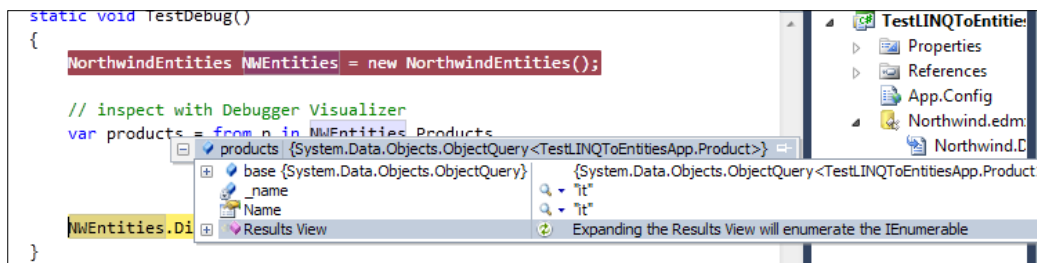 static void TestDebug()
{
NorthwindEntities NWEntities = new NorthwindEntities();
// inspect with Debugger Visualizer
var products = from p in NWEntities.Products
products {System.Data.Objects.ObjectQuery<TestLINQToEntitiesApp.Product>}
base {System.Data.Objects.ObjectQuery} {System.Data.Objects.ObjectQuery<TestLINQToEntitiesApp.Product
_name "it"
Name "it"
NWEntities.Di
Results View Expanding the Results View will enumerate the IEnumerable
}
TestLINQToEntitie
Properties
References
App.Config
Northwind.edm
Northwind.D